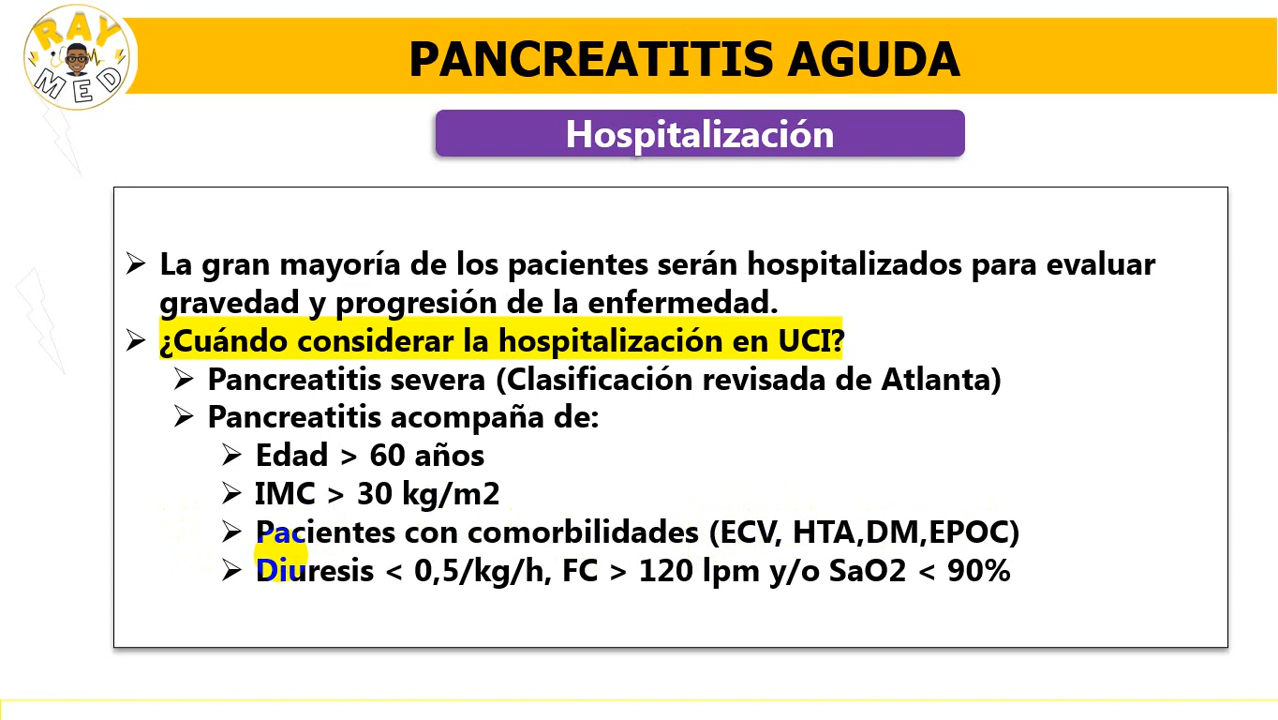 RAY
MED
PANCREATITIS AGUDA
Hospitalización
➢ La gran mayoría de los pacientes serán hospitalizados para evaluar
gravedad y progresión de la enfermedad.
➢ ¿Cuándo considerar la hospitalización en UCI?
➢ Pancreatitis severa (Clasificación revisada de Atlanta)
➢ Pancreatitis acompaña de:
➢ Edad > 60 años
➢ IMC > 30 kg/m2
➢ Pacientes con comorbilidades (ECV, HTA,DM,EPOC)
➢ Diuresis < 0,5/kg/h, FC > 120 lpm y/o SaO2 < 90%